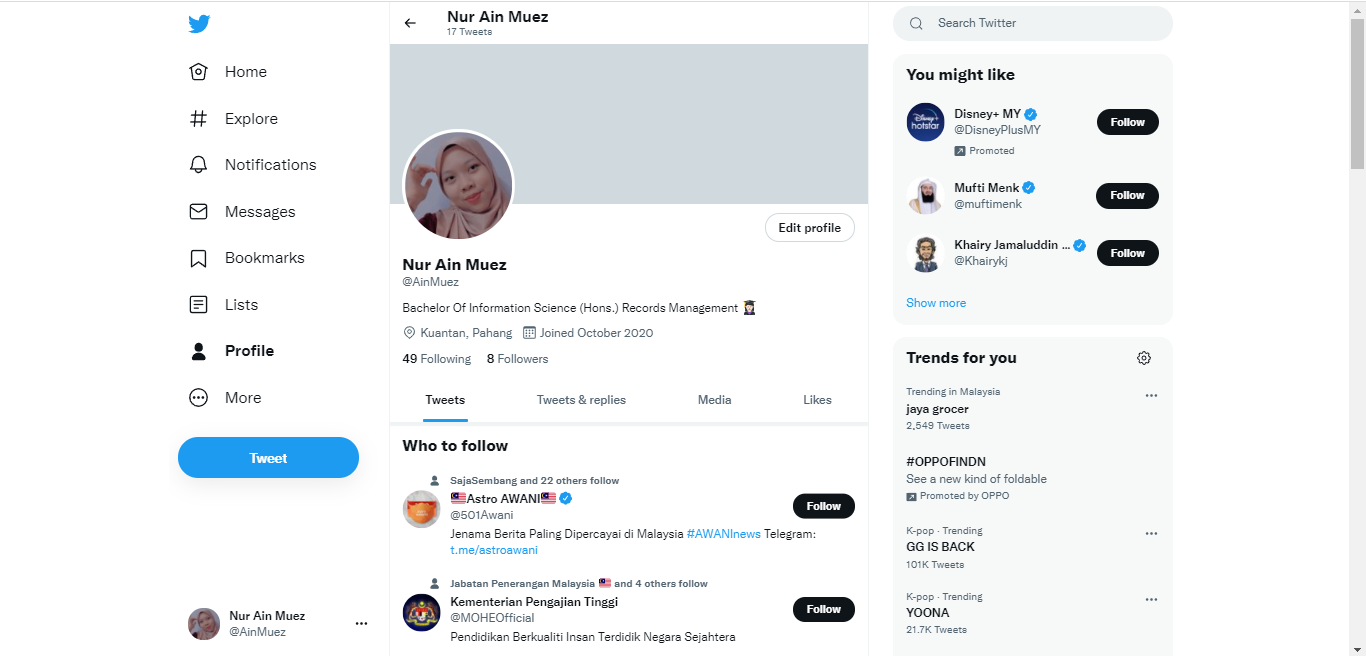 Home
Explore
Notifications
Messages
Bookmarks
Lists
Profile
More
Tweet
Nur Ain Muez
@AinMuez
Nur Ain Muez
17 Tweets
Edit profile
Nur Ain Muez
@AinMuez
Bachelor Of Information Science (Hons.) Records Management 👩🏻‍🎓
Kuantan, Pahang Joined October 2020
49 Following 8 Followers
Tweets Tweets & replies Media Likes
Who to follow
SajaSembang and 22 others follow
🇲🇾Astro AWANI🇲🇾
@501Awani
Follow
Jenama Berita Paling Dipercayai di Malaysia #AWANInews Telegram:
t.me/astroawani
Jabatan Penerangan Malaysia 🇲🇾 and 4 others follow
Kementerian Pengajian Tinggi
@MOHEOfficial
Follow
Pendidikan Berkualiti Insan Terdidik Negara Sejahtera
Search Twitter
You might like
Disney+
hotstar
Disney+ MY
@DisneyPlusMY
Promoted
Follow
Mufti Menk
@muftimenk
Follow
Khairy Jamaluddin ...
@Khairykj
Follow
Show more
Trends for you
Trending in Malaysia
jaya grocer
2,549 Tweets
#OPPOFINDN
See a new kind of foldable
Promoted by OPPO
K-pop · Trending
GG IS BACK
101K Tweets
K-pop · Trending
YOONA
21.7K Tweets